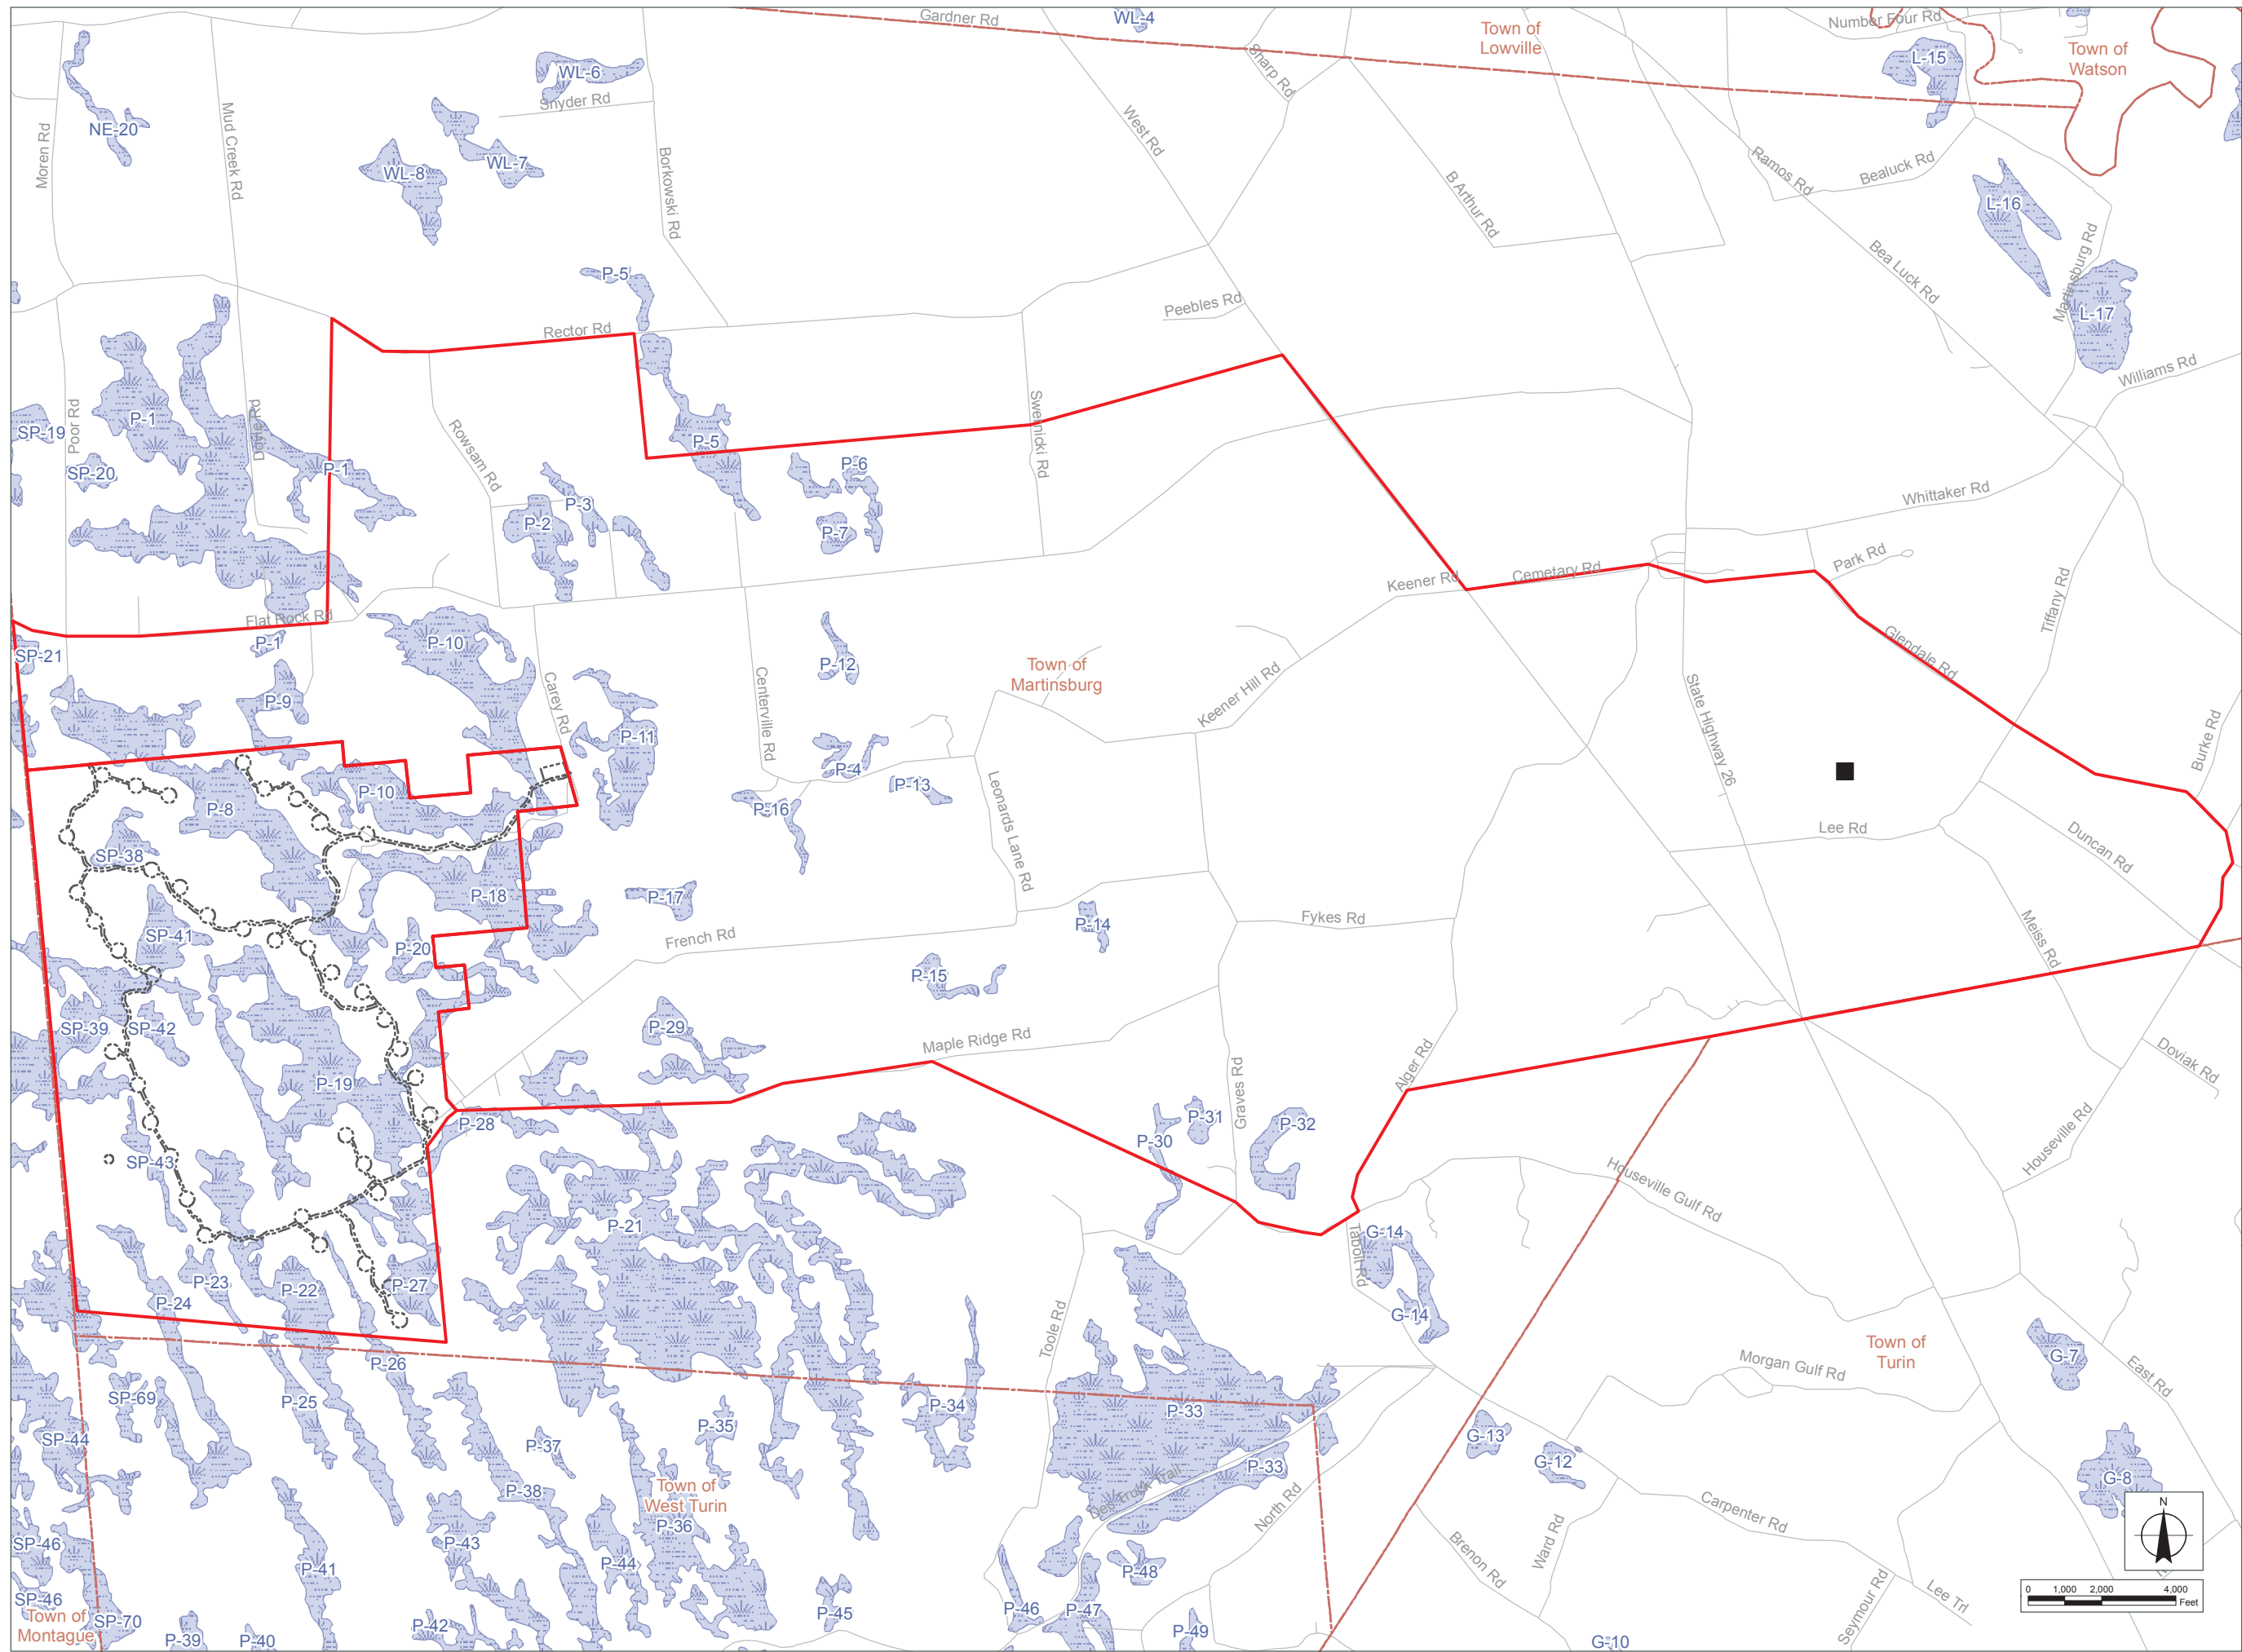 Gardner Rd
WL-4
Number Four Rd
Town of
Lowville
Town of
Watson
L-15
Sharp Rd
WL-6
Snyder Rd
NE-20
Moren Rd
Mud Creek Rd
WL-7
WL-8
Borkowski Rd
West Rd
B Arthur Rd
Ramos Rd
Bealuck Rd
L-16
Bea Luck Rd
Martinsburg Rd
L-17
P-5
Peebles Rd
Rector Rd
Williams Rd
SP-19
Poor Rd
P-1
SP-20
P-1
Rowsam Rd
P-5
Swernicki Rd
P-6
P-3
P-2
P-7
Whittaker Rd
Park Rd
Keener Rd
Cemetary Rd
Tiffany Rd
Flat Rock Rd
P-1
P-10
SP-21
P-12
Town of
Martinsburg
Glendale Rd
P-9
Carey Rd
Centerville Rd
Keener Hill Rd
State Highway 26
P-11
Burke Rd
P-4
P-13
P-8
P-10
P-16
Leonards Lane Rd
Lee Rd
Duncan Rd
SP-38
P-18
P-17
P-14
Fykes Rd
French Rd
Meiss Rd
SP-41
P-20
P-15
SP-39
SP-42
P-29
Maple Ridge Rd
P-19
Alger Rd
Doviak Rd
P-28
P-31
P-30
Graves Rd
P-32
Houseville Rd
SP-43
Houseville Gulf Rd
P-21
G-14
Tabolt Rd
P-23
P-22
P-27
P-24
G-14
Toole Rd
Town of
Turin
G-7
P-26
Morgan Gulf Rd
East Rd
SP-69
P-25
P-34
P-33
P-35
SP-44
P-37
G-13
G-12
P-33
G-8
P-38
Town of
West Turin
P-36
North Rd
Carpenter Rd
SP-46
P-43
P-44
P-41
P-48
Brenon Rd
Ward Rd
N
SP-46
Town of
Montague
SP-70
P-39
P-40
P-42
P-45
P-46
P-47
P-49
G-10
Seymour Rd
Lee Trl
0 1,000 2,000 4,000
Feet